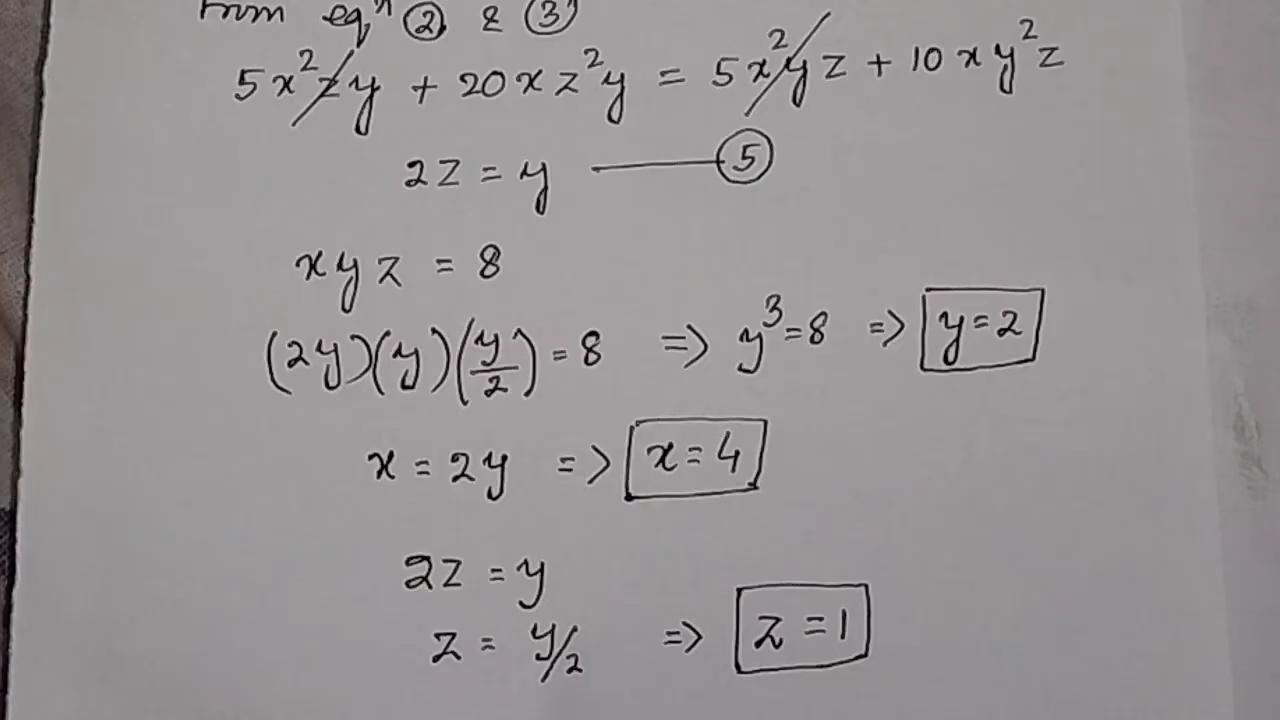 from eqⁿ ② & ③
5x²zy + 20xz²y = 5x²yz + 10xy²z
2z = y —— ⑤
xyz = 8
(2y)(y)(y/2) = 8 => y³=8 => y=2
x = 2y => x=4
2z = y
z = y/2 => z=1